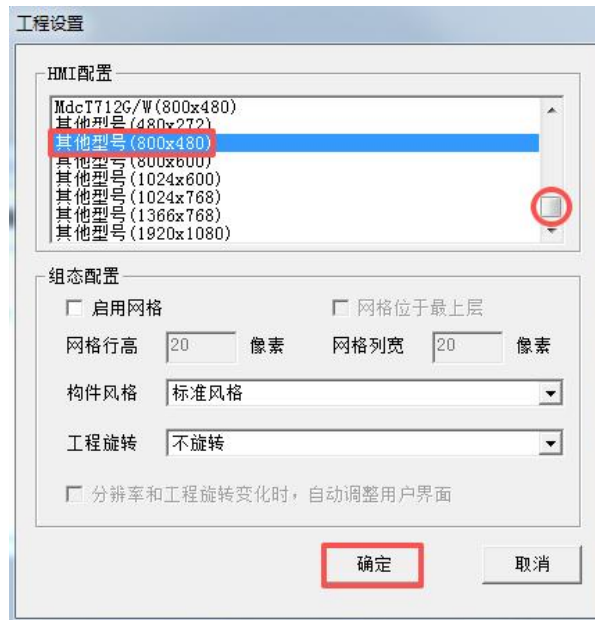 工程设置
HMI配置
MdcT712G/W(800x480)
其他型号(480x272)
其他型号(800x480)
其他型号(800x600)
其他型号(1024x600)
其他型号(1024x768)
其他型号(1366x768)
其他型号(1920x1080)
组态配置
启用网格 网格位于最上层
网格行高 20 像素 网格列宽 20 像素
构件风格 标准风格
工程旋转 不旋转
分辨率和工程旋转变化时，自动调整用户界面
确定 取消